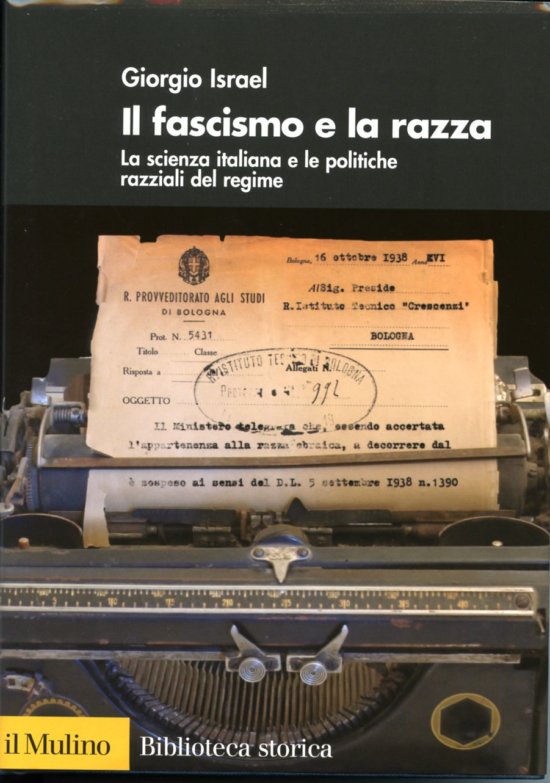 Giorgio Israel
Il fascismo e la razza
La scienza italiana e le politiche
razziali del regime
R. PROVVEDITORATO AGLI STUDI
DI BOLOGNA
Prot. N. 5431
Titolo Classe
Risposta a
OGGETTO
Bologna, 16 ottobre 1938 Anno XVI
Al Sig. Preside
R. Istituto Tecnico "Crescenzi"
BOLOGNA
Allegati N.
R. ISTITUTO TECNICO DI BOLOGNA
992
Il Ministero telegrafa che, essendo accertata
l'appartenenza alla razza ebraica, a decorrere dal
è sospeso ai sensi del D.L. 5 settembre 1938 n.1390
il Mulino
Biblioteca storica